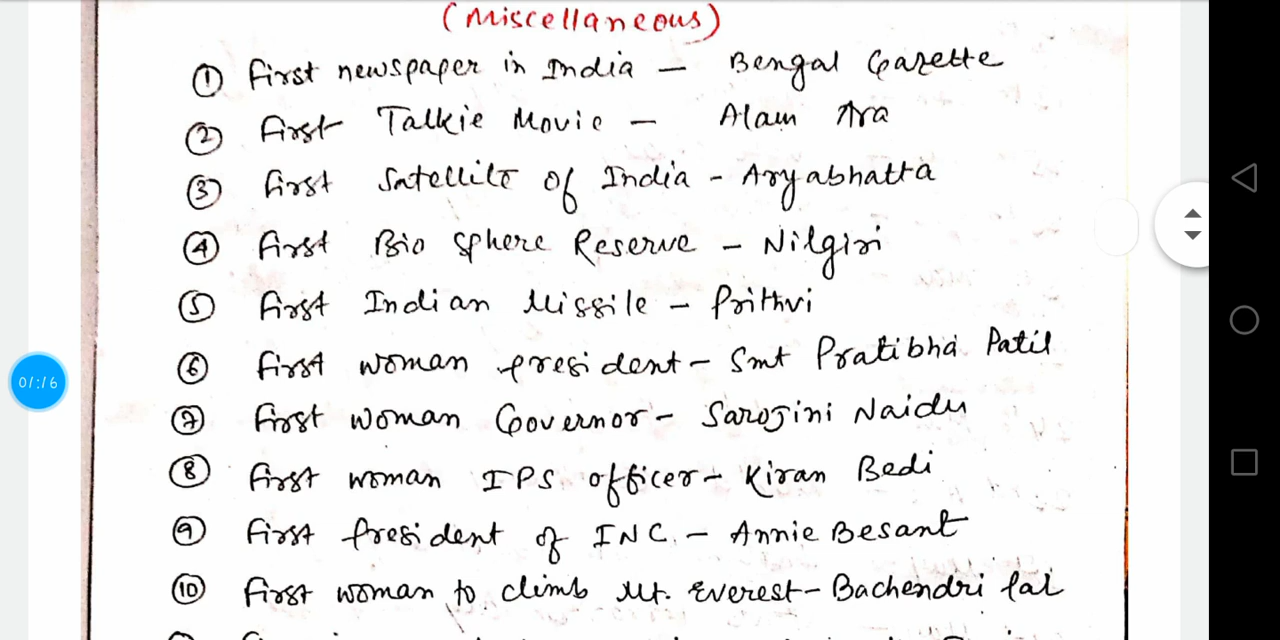 (Miscellaneous)
① First newspaper in India - Bengal Gazette
② First Talkie Movie - Alam Ara
③ First Satellite of India - Aryabhatta
④ First Bio sphere Reserve - Nilgiri
⑤ First Indian Missile - Prithvi
⑥ First woman president - Smt Pratibha Patil
⑦ First woman Governor - Sarojini Naidu
⑧ First woman IPS officer - Kiran Bedi
⑨ First president of INC. - Annie Besant
01:16
⑩ First woman to climb Mt. Everest - Bachendri Pal